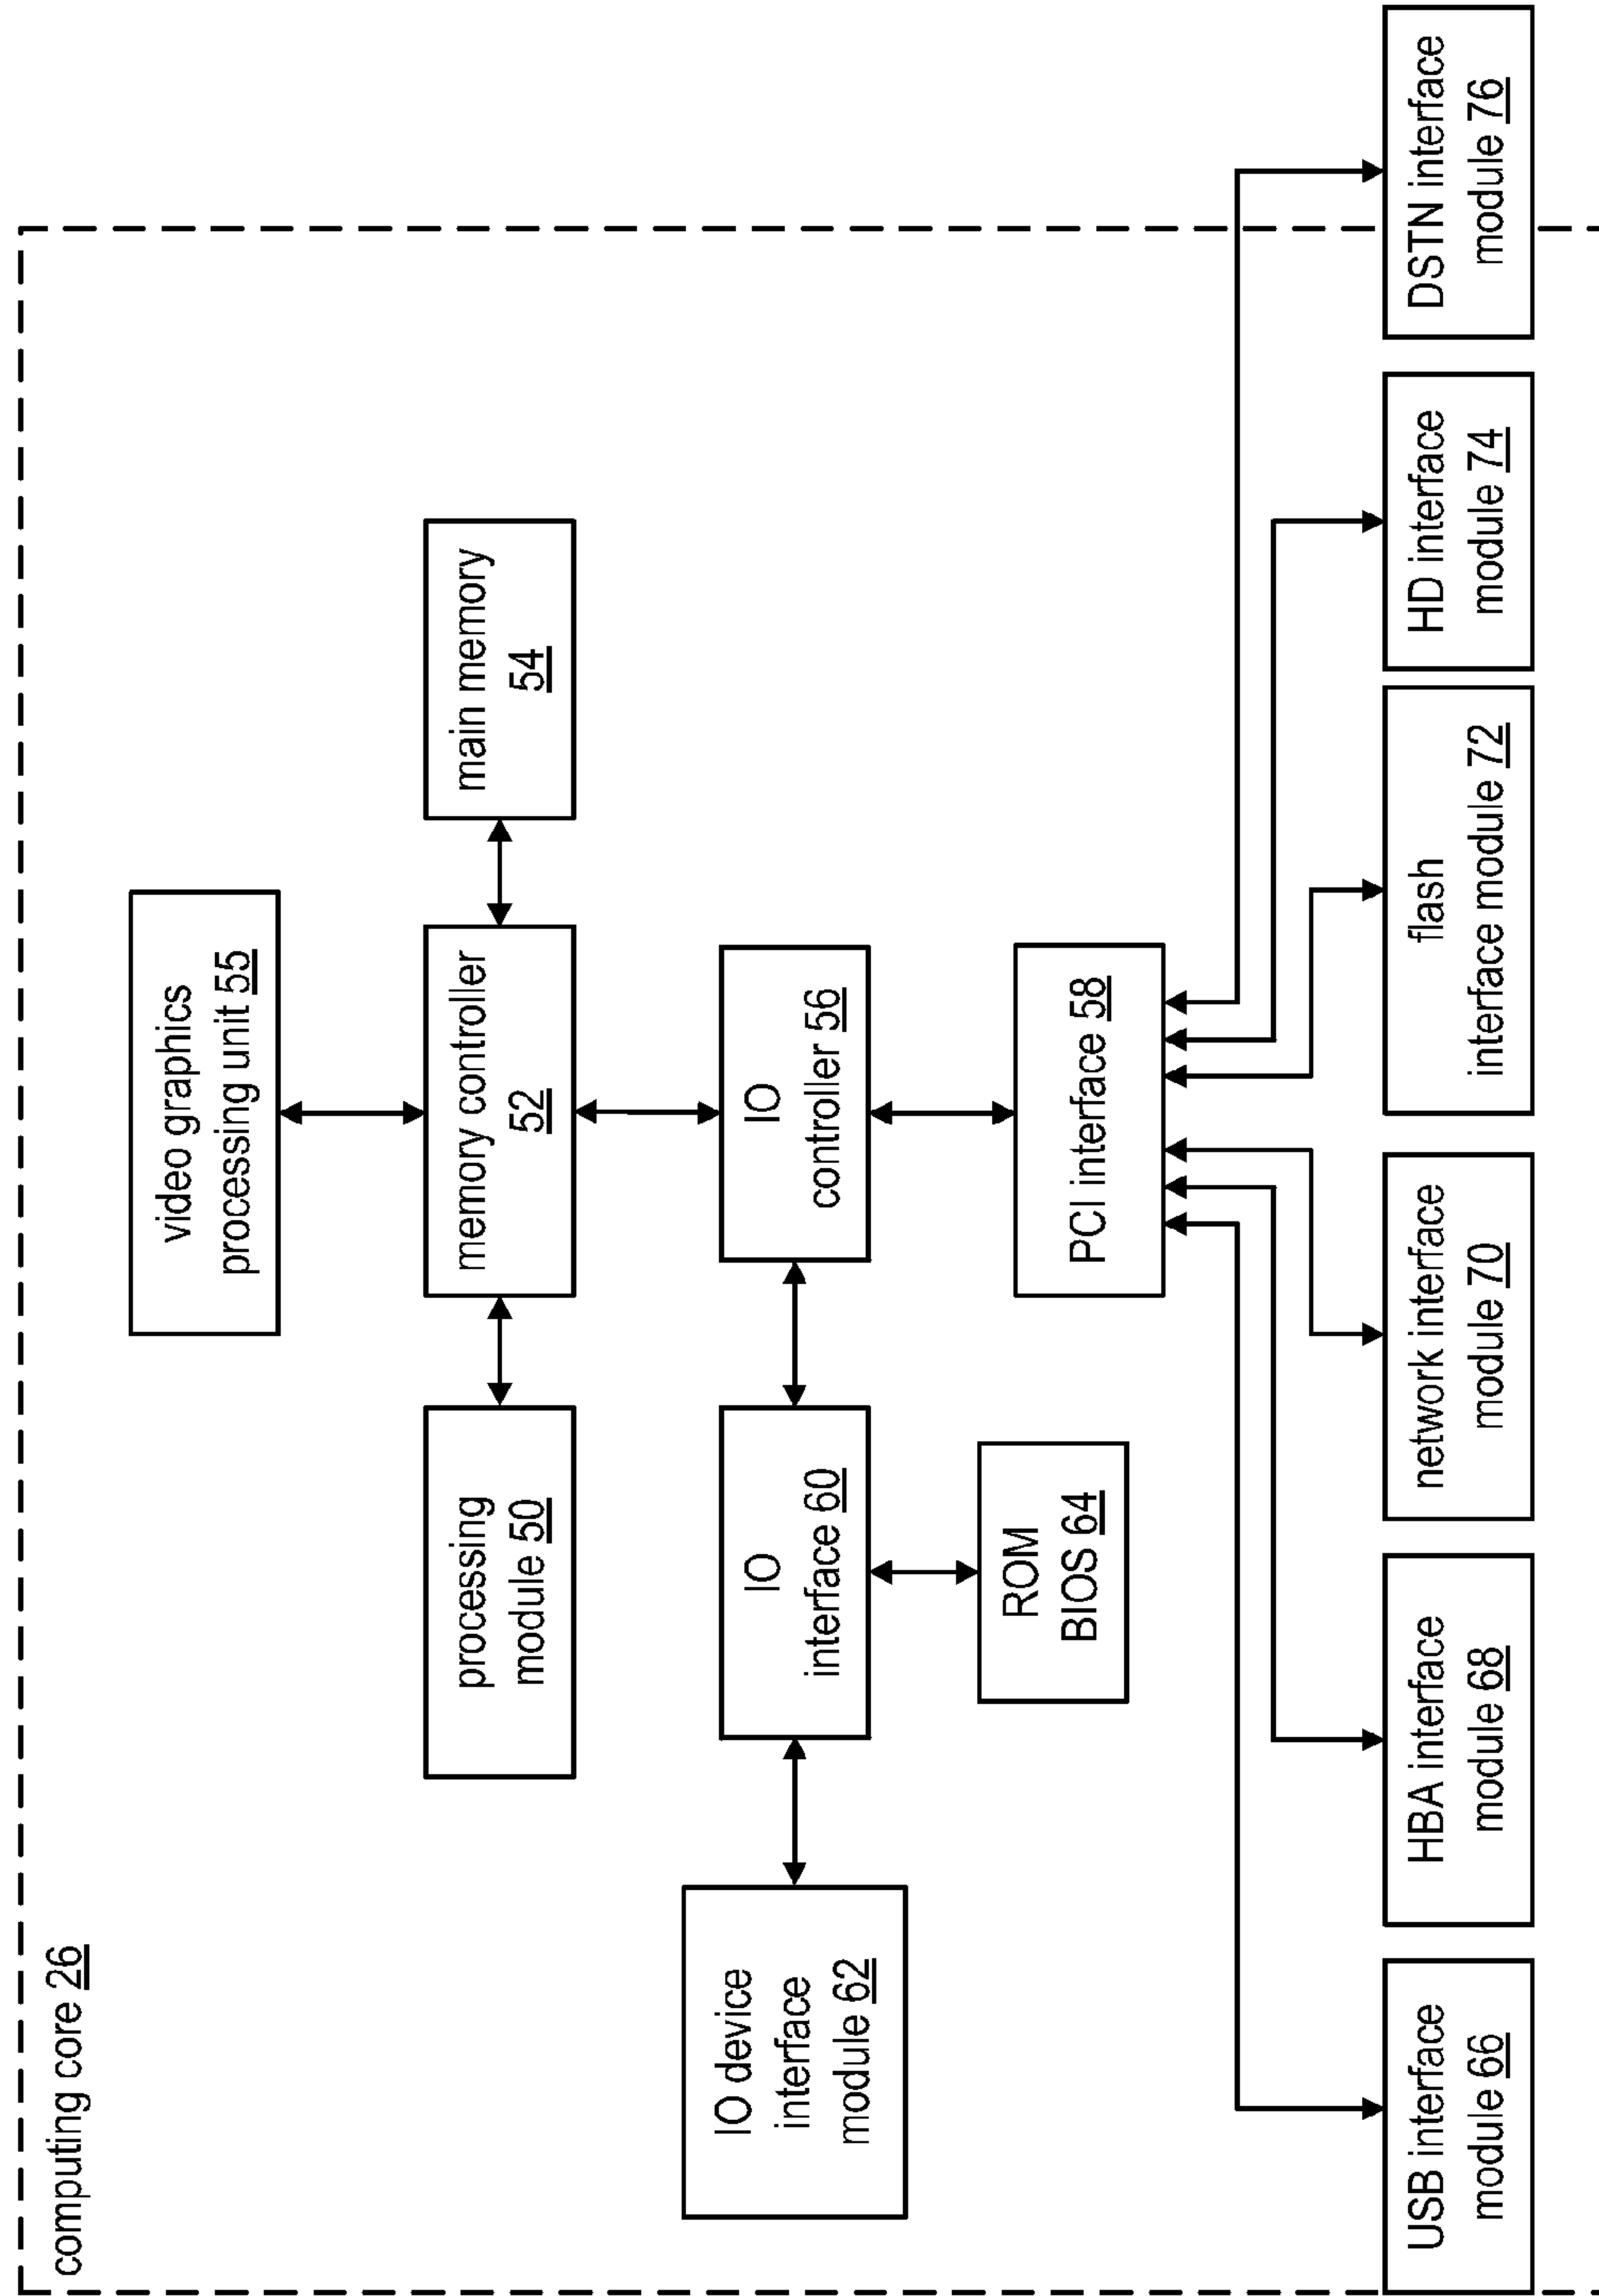 computing core 26
video graphics
processing unit 55
processing
module 50
memory controller
52
main memory
54
IO device
interface
module 62
IO
interface 60
IO
controller 56
ROM
BIOS 64
PCI interface 58
USB interface
module 66
HBA interface
module 68
network interface
module 70
flash
interface module 72
HD interface
module 74
DSTN interface
module 76